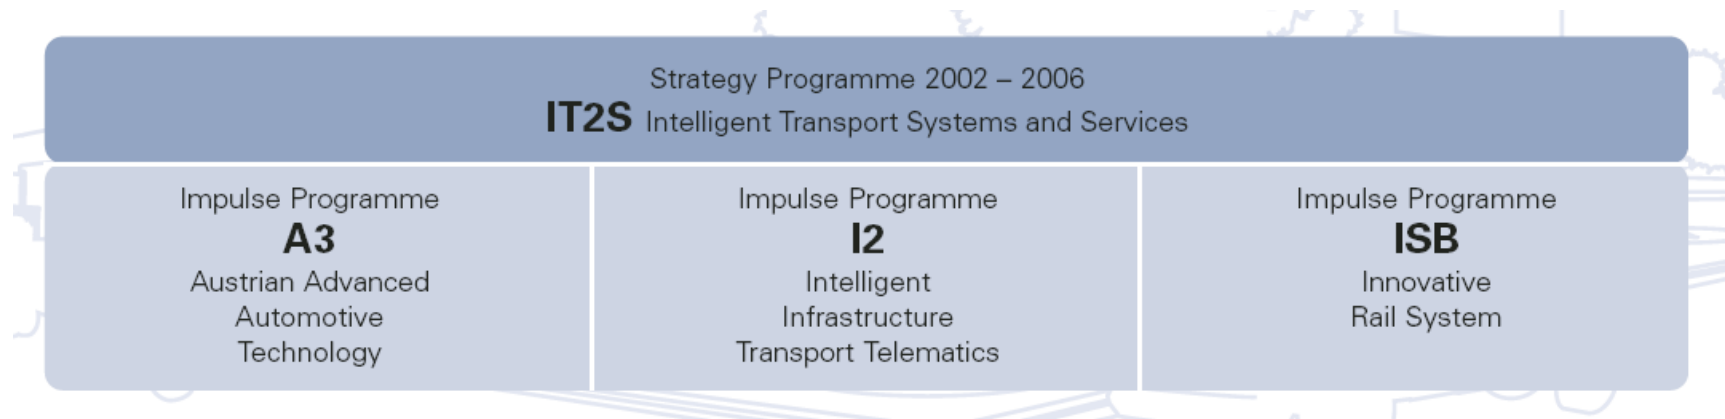 Strategy Programme 2002 – 2006
IT2S Intelligent Transport Systems and Services
Impulse Programme
A3
Austrian Advanced
Automotive
Technology
Impulse Programme
I2
Intelligent
Infrastructure
Transport Telematics
Impulse Programme
ISB
Innovative
Rail System